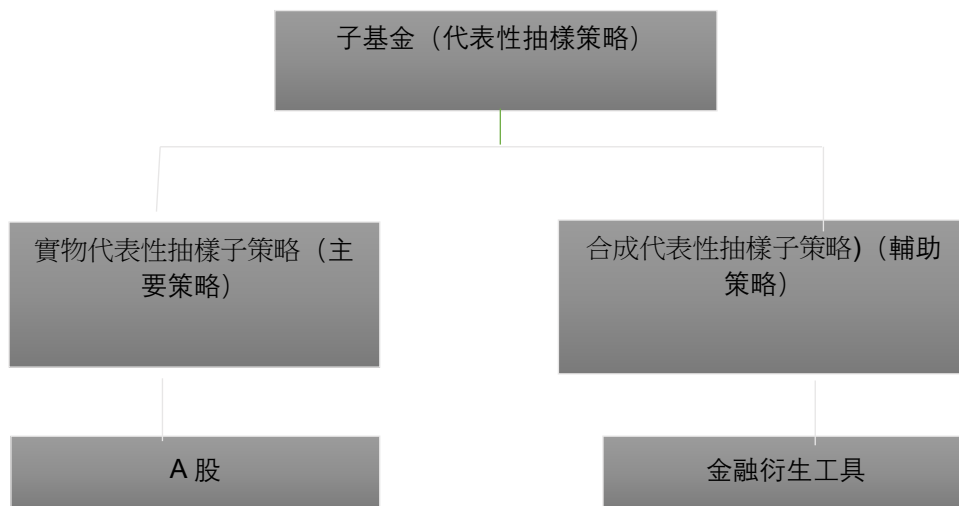 子基金（代表性抽樣策略）
實物代表性抽樣子策略（主
要策略）
合成代表性抽樣子策略)（輔助
策略）
A 股
金融衍生工具